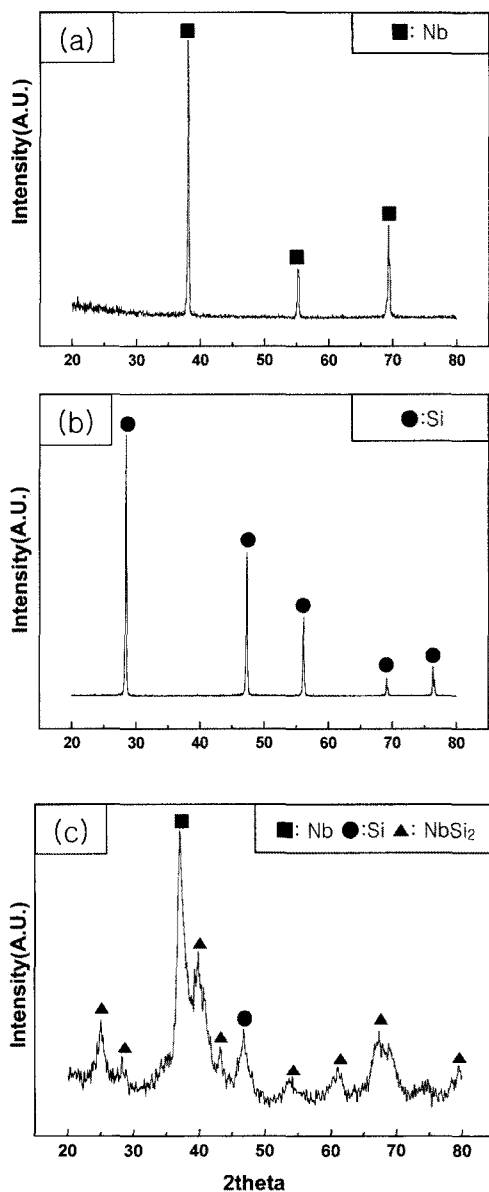 (a)
■: Nb
Intensity(A.U.)
20 30 40 50 60 70 80
(b)
●:Si
Intensity(A.U.)
20 30 40 50 60 70 80
(c)
■: Nb ●:Si ▲: NbSi₂
Intensity(A.U.)
20 30 40 50 60 70 80
2theta